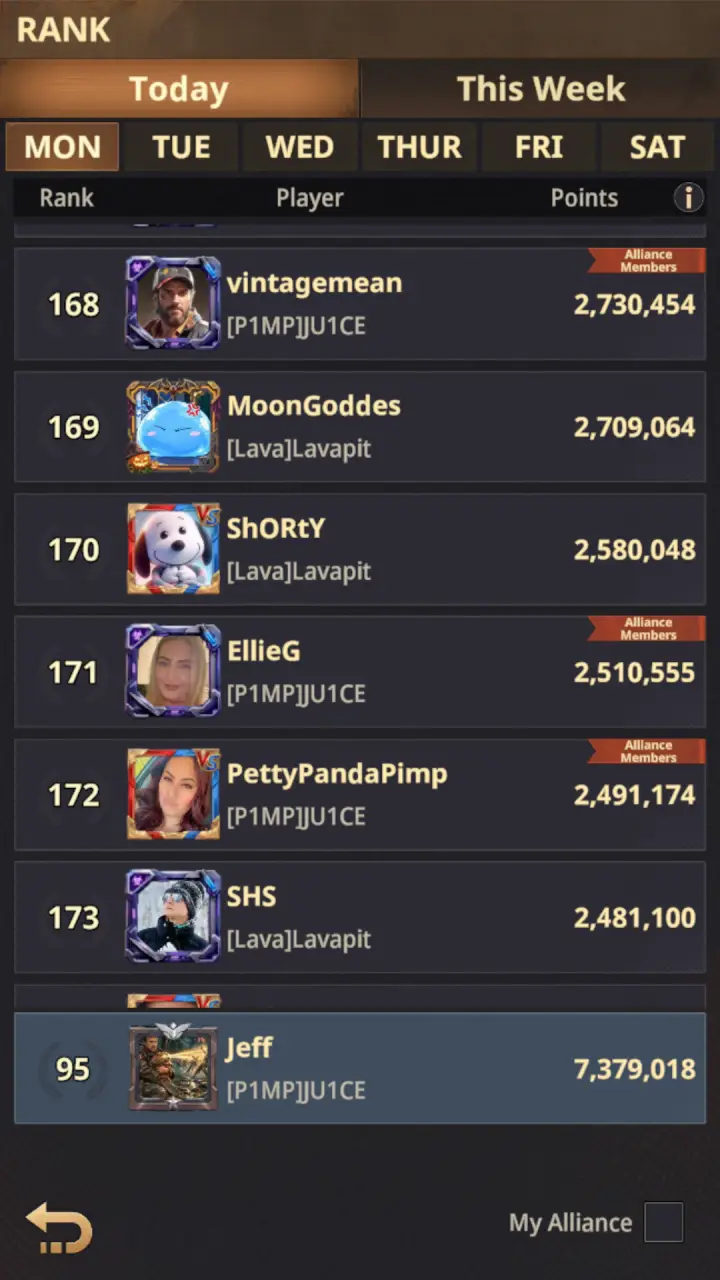 RANK
Today
This Week
MON
TUE
WED
THUR
FRI
SAT
Rank
Player
Points
i
168
vintagemean
[P1MP]JU1CE
Alliance
Members
2,730,454
169
MoonGoddes
[Lava]Lavapit
2,709,064
170
VS
ShORtY
[Lava]Lavapit
2,580,048
171
EllieG
[P1MP]JU1CE
Alliance
Members
2,510,555
172
VS
PettyPandaPimp
[P1MP]JU1CE
Alliance
Members
2,491,174
173
SHS
[Lava]Lavapit
2,481,100
VS
95
Jeff
[P1MP]JU1CE
7,379,018
My Alliance